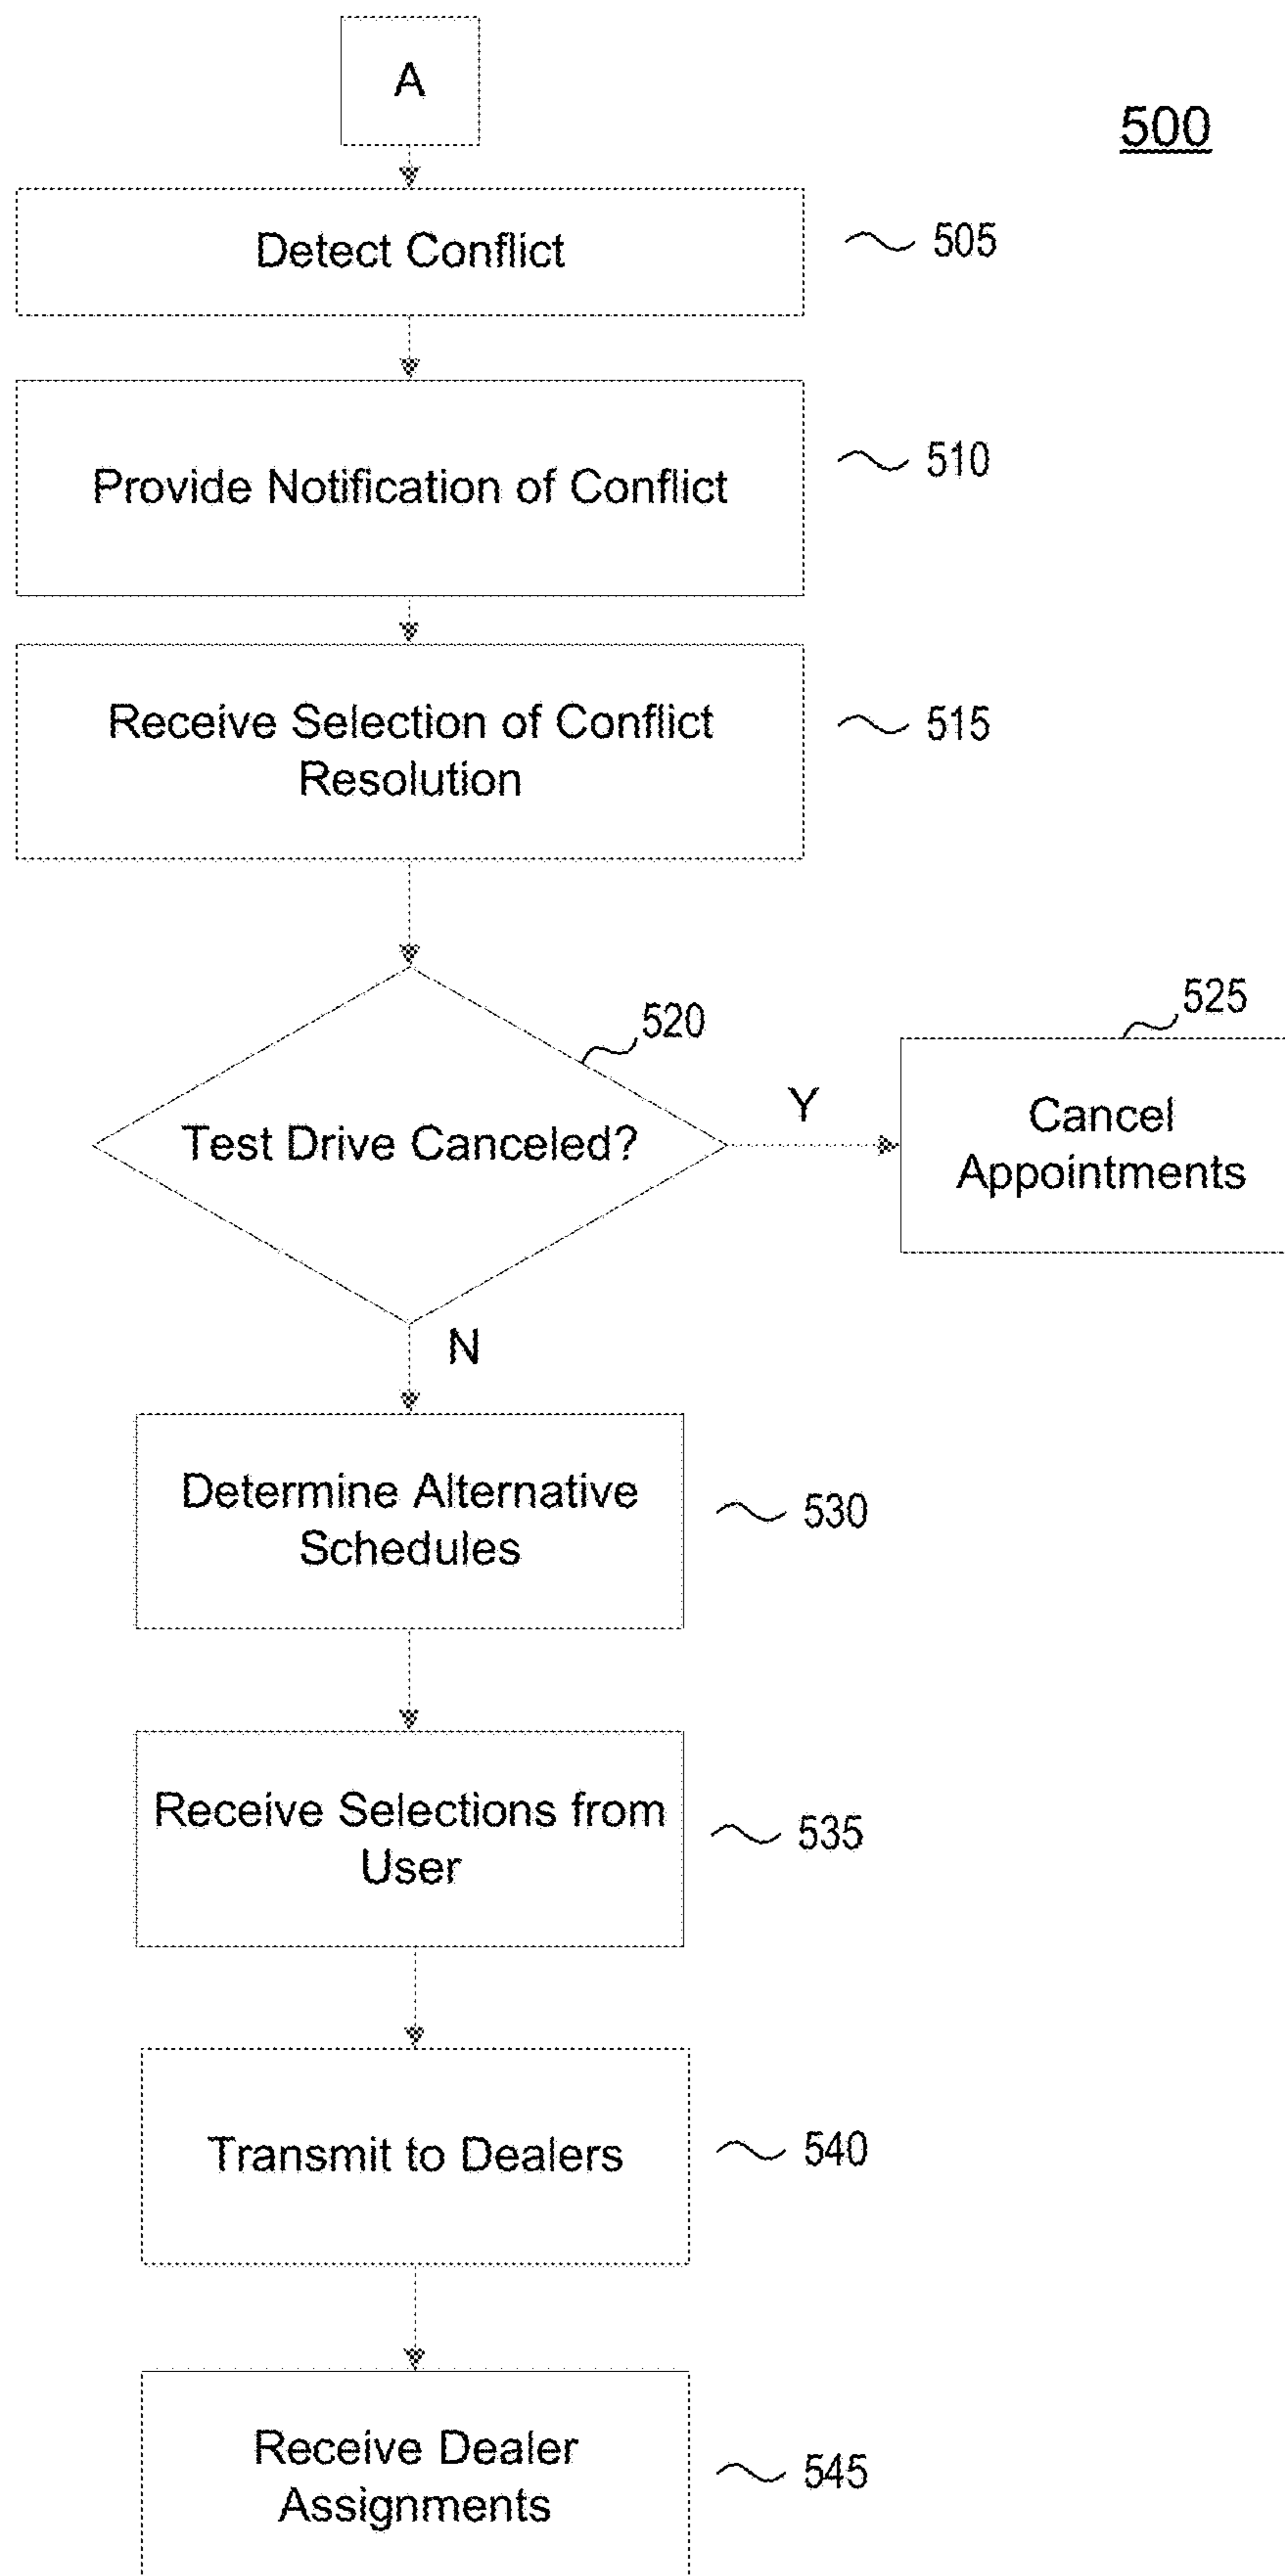 A
500
Detect Conflict
505
Provide Notification of Conflict
510
Receive Selection of Conflict
Resolution
515
520
Test Drive Canceled?
Y
525
Cancel
Appointments
N
Determine Alternative
Schedules
530
Receive Selections from
User
535
Transmit to Dealers
540
Receive Dealer
Assignments
545